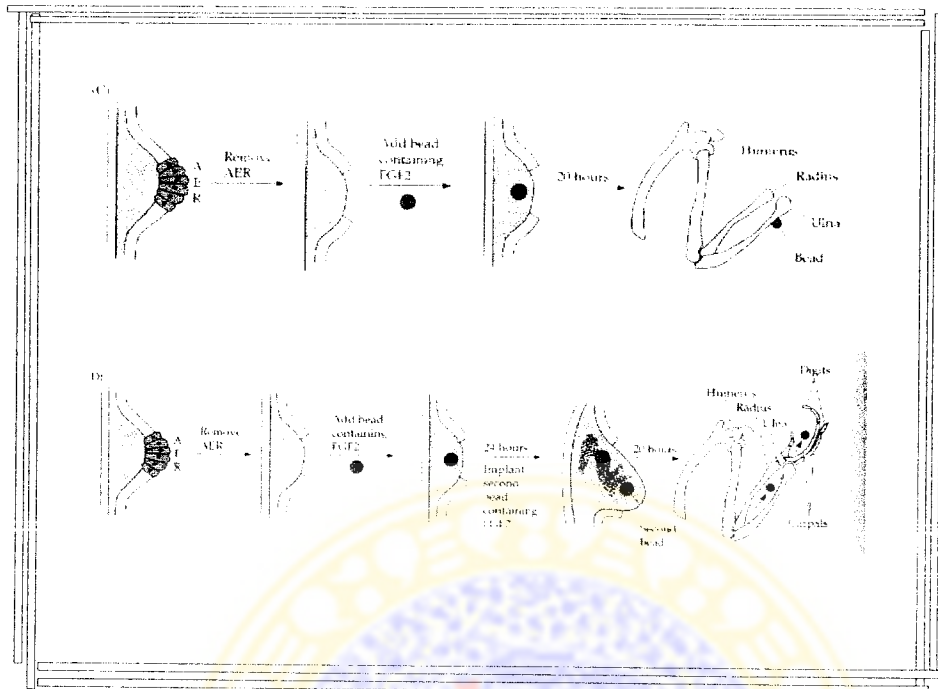 (C)
A
E
R
Remove
AER
Add bead
containing
FGF2
20 hours
Humerus
Radius
Ulna
Bead
D)
A
E
R
Remove
AER
Add bead
containing
FGF2
24 hours
Implant
second
bead
containing
FGF2
Second
bead
20 hours
Humerus
Radius
Ulna
Digits
Carpals